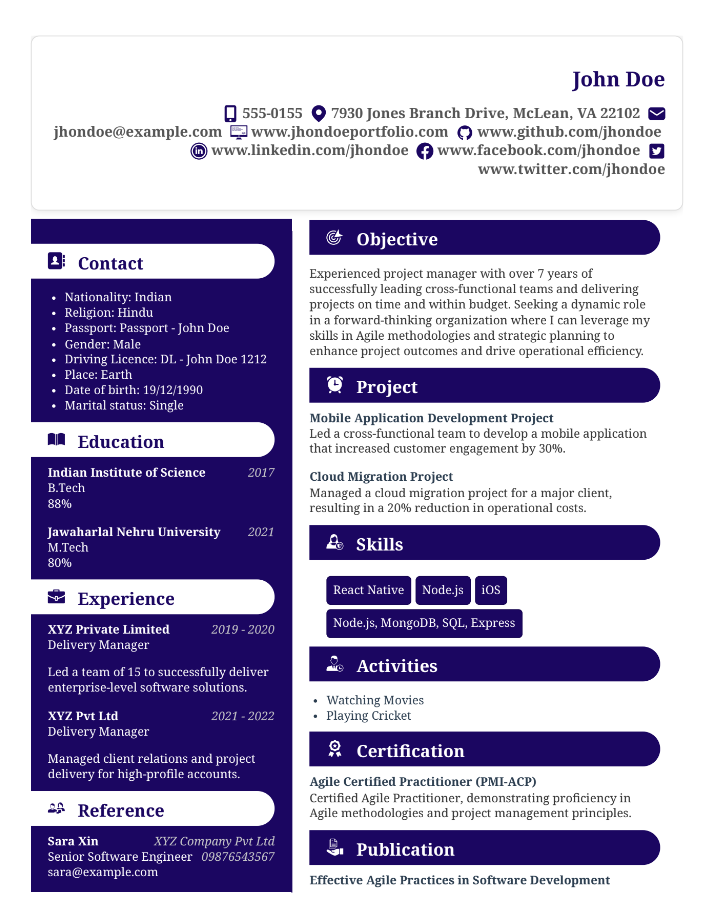 John Doe
555-0155 7930 Jones Branch Drive, McLean, VA 22102
jhondoe@example.com www.jhondoeportfolio.com www.github.com/jhondoe
www.linkedin.com/jhondoe www.facebook.com/jhondoe
www.twitter.com/jhondoe
Contact
• Nationality: Indian
• Religion: Hindu
• Passport: Passport - John Doe
• Gender: Male
• Driving Licence: DL - John Doe 1212
• Place: Earth
• Date of birth: 19/12/1990
• Marital status: Single
Education
Indian Institute of Science 2017
B.Tech
88%
Jawaharlal Nehru University 2021
M.Tech
80%
Experience
XYZ Private Limited 2019 - 2020
Delivery Manager
Led a team of 15 to successfully deliver
enterprise-level software solutions.
XYZ Pvt Ltd 2021 - 2022
Delivery Manager
Managed client relations and project
delivery for high-profile accounts.
Reference
Sara Xin XYZ Company Pvt Ltd
Senior Software Engineer 09876543567
sara@example.com
Objective
Experienced project manager with over 7 years of
successfully leading cross-functional teams and delivering
projects on time and within budget. Seeking a dynamic role
in a forward-thinking organization where I can leverage my
skills in Agile methodologies and strategic planning to
enhance project outcomes and drive operational efficiency.
Project
Mobile Application Development Project
Led a cross-functional team to develop a mobile application
that increased customer engagement by 30%.
Cloud Migration Project
Managed a cloud migration project for a major client,
resulting in a 20% reduction in operational costs.
Skills
React Native Node.js iOS
Node.js, MongoDB, SQL, Express
Activities
• Watching Movies
• Playing Cricket
Certification
Agile Certified Practitioner (PMI-ACP)
Certified Agile Practitioner, demonstrating proficiency in
Agile methodologies and project management principles.
Publication
Effective Agile Practices in Software Development